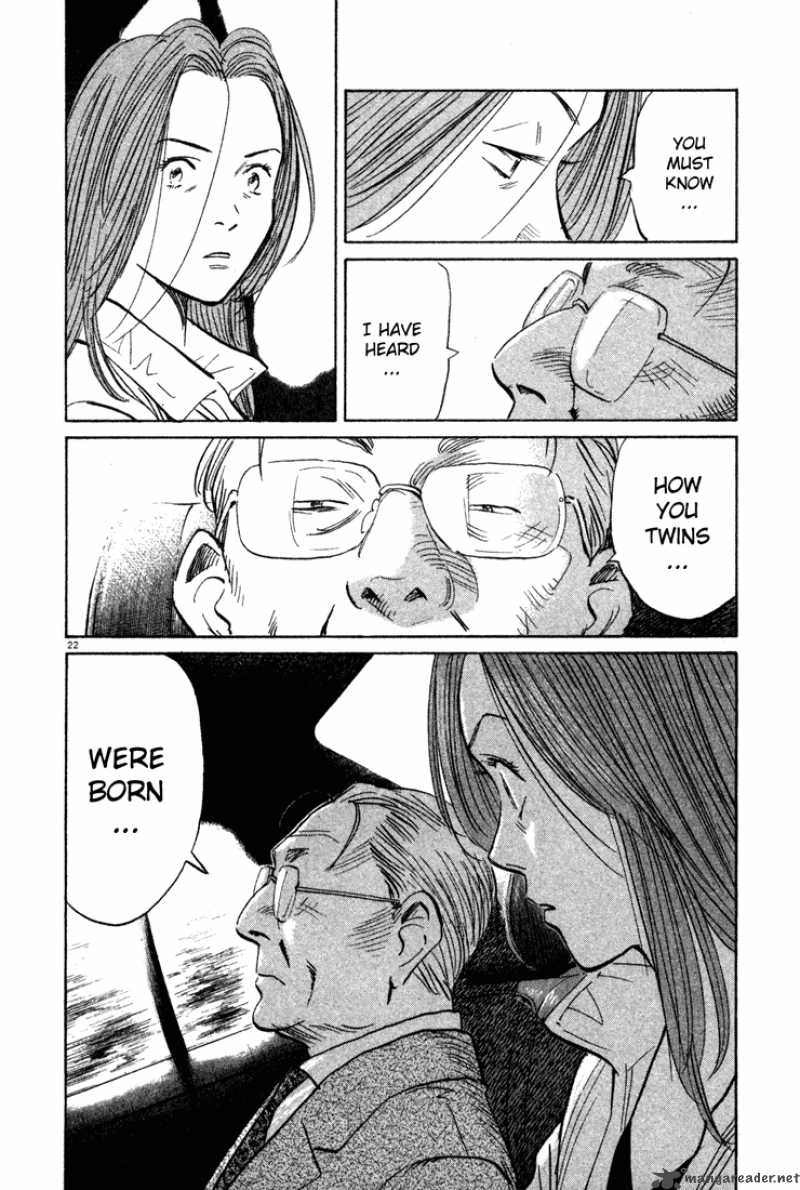 YOU
MUST
KNOW
...
I HAVE
HEARD
...
HOW
YOU
TWINS
...
22
WERE
BORN
...
mangareader.net